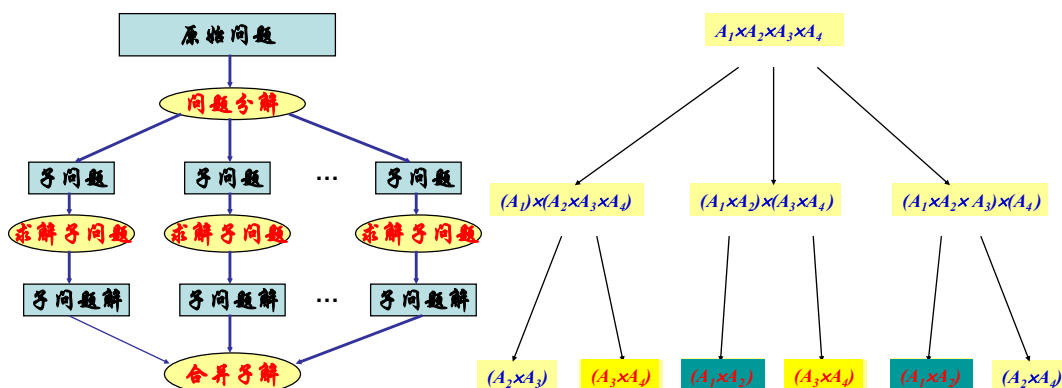 原始问题
问题分解
子问题 子问题 ... 子问题
求解子问题 求解子问题 求解子问题
子问题解 子问题解 ... 子问题解
合并子解
A₁×A₂×A₃×A₄
(A₁)×(A₂×A₃×A₄) (A₁×A₂)×(A₃×A₄) (A₁×A₂×A₃)×(A₄)
(A₂×A₃) (A₃×A₄) (A₁×A₂) (A₃×A₄) (A₁×A₂) (A₂×A₄)